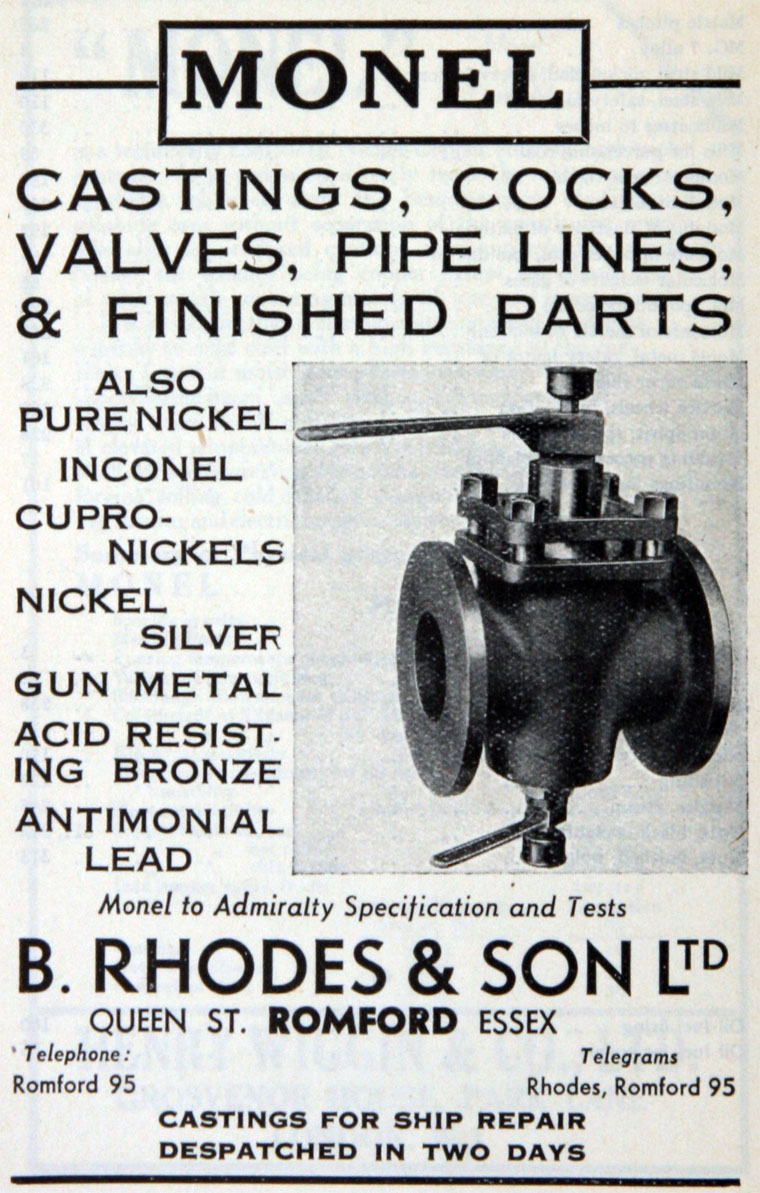 MONEL
CASTINGS, COCKS,
VALVES, PIPE LINES,
& FINISHED PARTS
ALSO
PURE NICKEL
INCONEL
CUPRO-
NICKELS
NICKEL
SILVER
GUN METAL
ACID RESIST-
ING BRONZE
ANTIMONIAL
LEAD
Monel to Admiralty Specification and Tests
B. RHODES & SON LTD
QUEEN ST. ROMFORD ESSEX
Telephone:
Romford 95
Telegrams
Rhodes, Romford 95
CASTINGS FOR SHIP REPAIR
DESPATCHED IN TWO DAYS